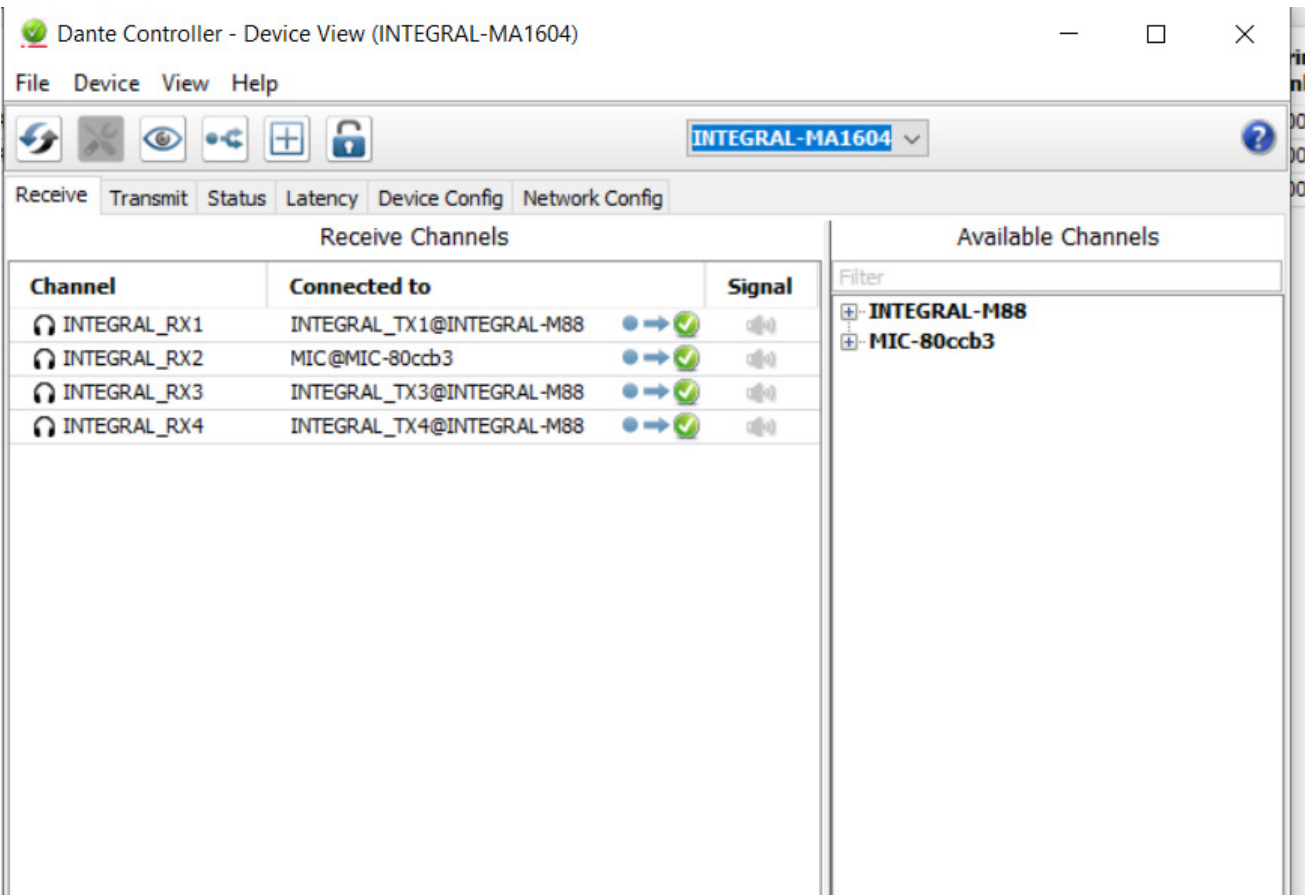 Dante Controller - Device View (INTEGRAL-MA1604)
File Device View Help
INTEGRAL-MA1604
Receive Transmit Status Latency Device Config Network Config
Receive Channels
Available Channels
Channel Connected to Signal
Filter
INTEGRAL_RX1 INTEGRAL_TX1@INTEGRAL-M88
INTEGRAL_RX2 MIC@MIC-80ccb3
INTEGRAL_RX3 INTEGRAL_TX3@INTEGRAL-M88
INTEGRAL_RX4 INTEGRAL_TX4@INTEGRAL-M88
INTEGRAL-M88
MIC-80ccb3